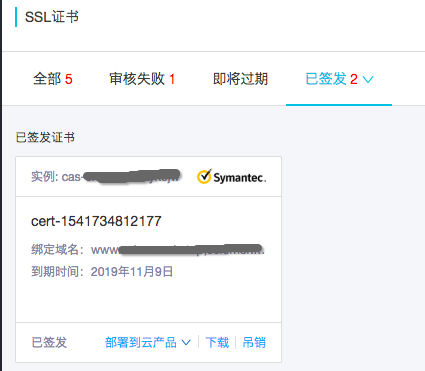 SSL证书
全部 5 审核失败 1 即将过期 已签发 2
已签发证书
实例: cas- Symantec.
cert-1541734812177
绑定域名: www
到期时间: 2019年11月9日
已签发 部署到云产品 下载 吊销